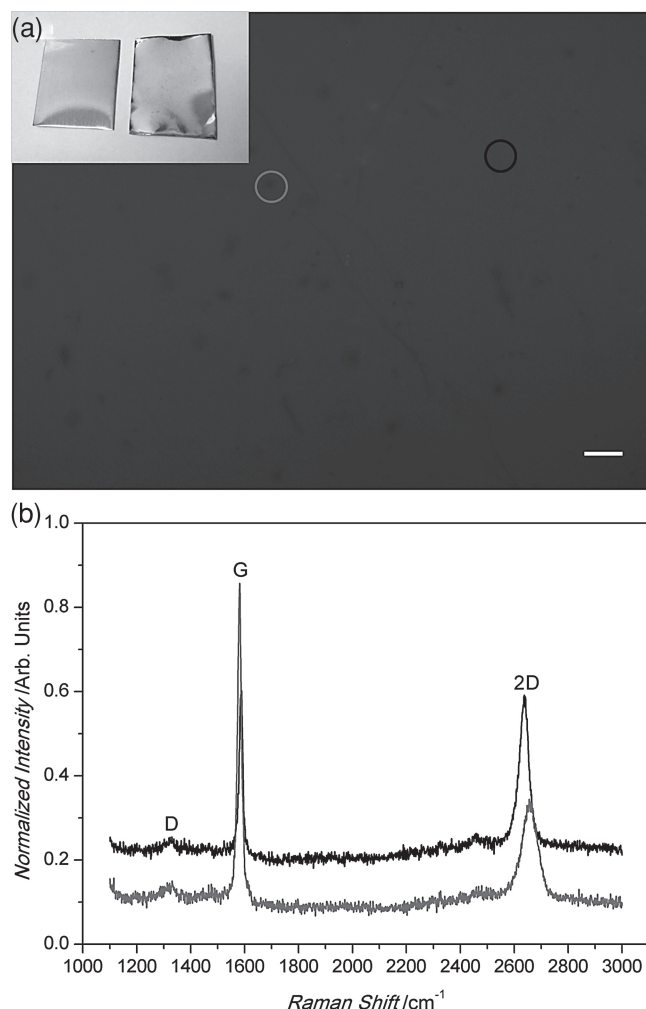 (a)
(b)
1.0
0.8
0.6
0.4
0.2
0.0
Normalized Intensity /Arb. Units
D
G
2D
1000 1200 1400 1600 1800 2000 2200 2400 2600 2800 3000
Raman Shift /cm⁻¹